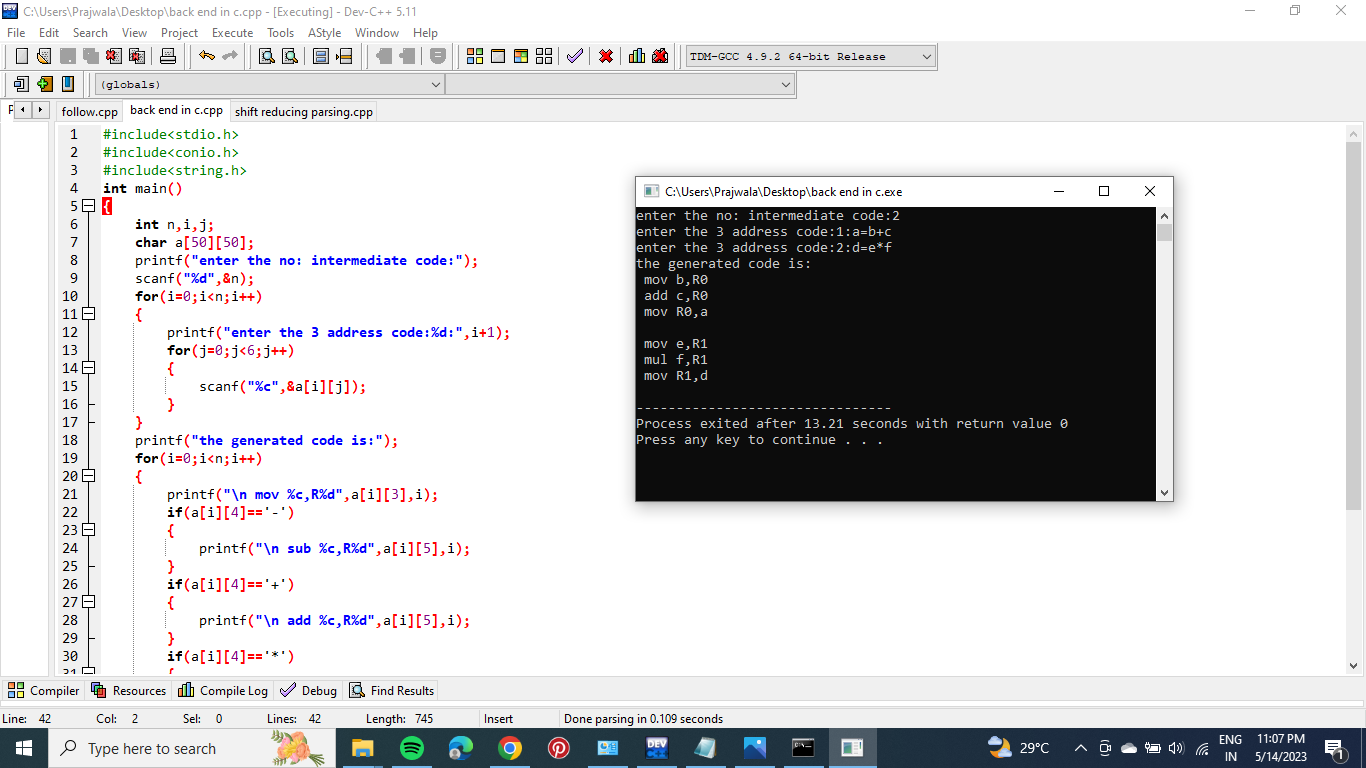 C:\Users\Prajwala\Desktop\back end in c.cpp - [Executing] - Dev-C++ 5.11
File Edit Search View Project Execute Tools AStyle Window Help
TDM-GCC 4.9.2 64-bit Release
(globals)
follow.cpp back end in c.cpp shift reducing parsing.cpp
1 #include<stdio.h>
2 #include<conio.h>
3 #include<string.h>
4 int main()
5 {
6 int n,i,j;
7 char a[50][50];
8 printf("enter the no: intermediate code:");
9 scanf("%d",&n);
10 for(i=0;i<n;i++)
11 {
12 printf("enter the 3 address code:%d:",i+1);
13 for(j=0;j<6;j++)
14 {
15 scanf("%c",&a[i][j]);
16 }
17 }
18 printf("the generated code is:");
19 for(i=0;i<n;i++)
20 {
21 printf("\n mov %c,R%d",a[i][3],i);
22 if(a[i][4]=='-')
23 {
24 printf("\n sub %c,R%d",a[i][5],i);
25 }
26 if(a[i][4]=='+')
27 {
28 printf("\n add %c,R%d",a[i][5],i);
29 }
30 if(a[i][4]=='*')
31 {
C:\Users\Prajwala\Desktop\back end in c.exe
enter the no: intermediate code:2
enter the 3 address code:1:a=b+c
enter the 3 address code:2:d=e*f
the generated code is:
mov b,R0
add c,R0
mov R0,a
mov e,R1
mul f,R1
mov R1,d
--------------------------------
Process exited after 13.21 seconds with return value 0
Press any key to continue . . .
Compiler Resources Compile Log Debug Find Results
Line: 42 Col: 2 Sel: 0 Lines: 42 Length: 745 Insert Done parsing in 0.109 seconds
Type here to search
29°C
ENG
IN
11:07 PM
5/14/2023
1